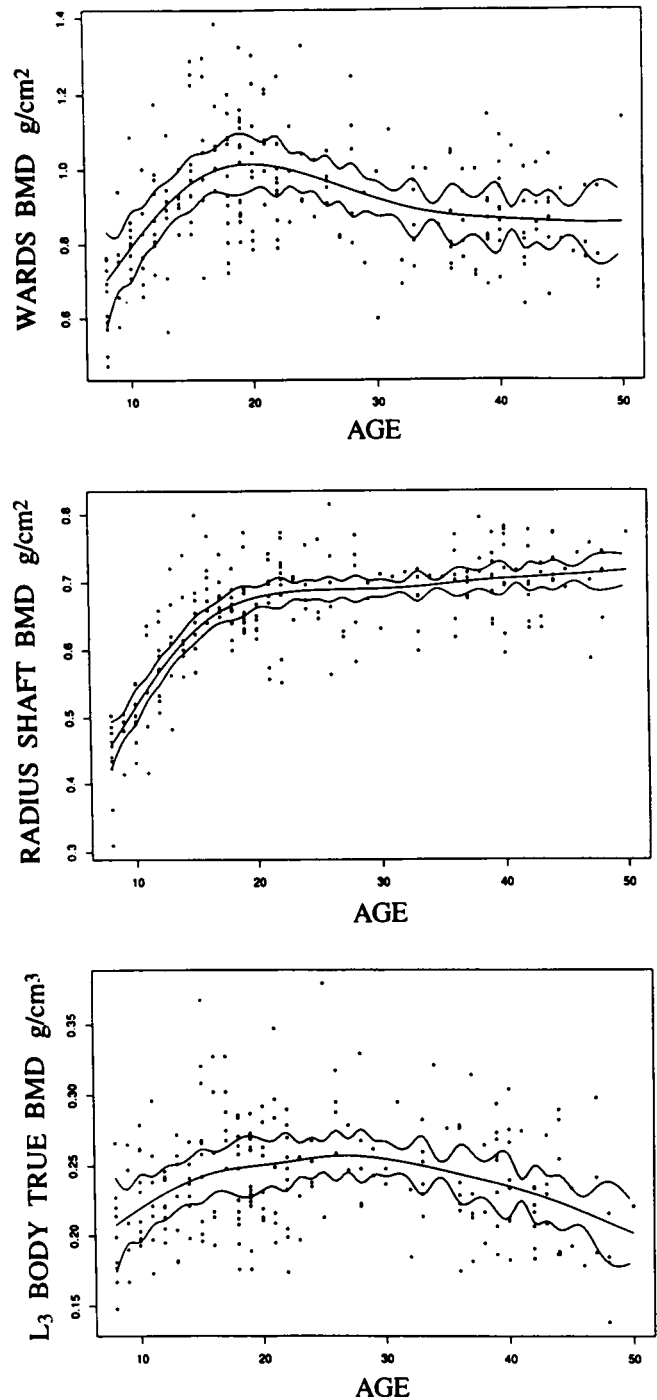 WARDS BMD g/cm²
1.4
1.2
1.0
0.8
0.6
10 20 30 40 50
AGE
RADIUS SHAFT BMD g/cm²
0.8
0.7
0.6
0.5
0.4
0.3
10 20 30 40 50
AGE
L₃ BODY TRUE BMD g/cm³
0.35
0.30
0.25
0.20
0.15
10 20 30 40 50
AGE